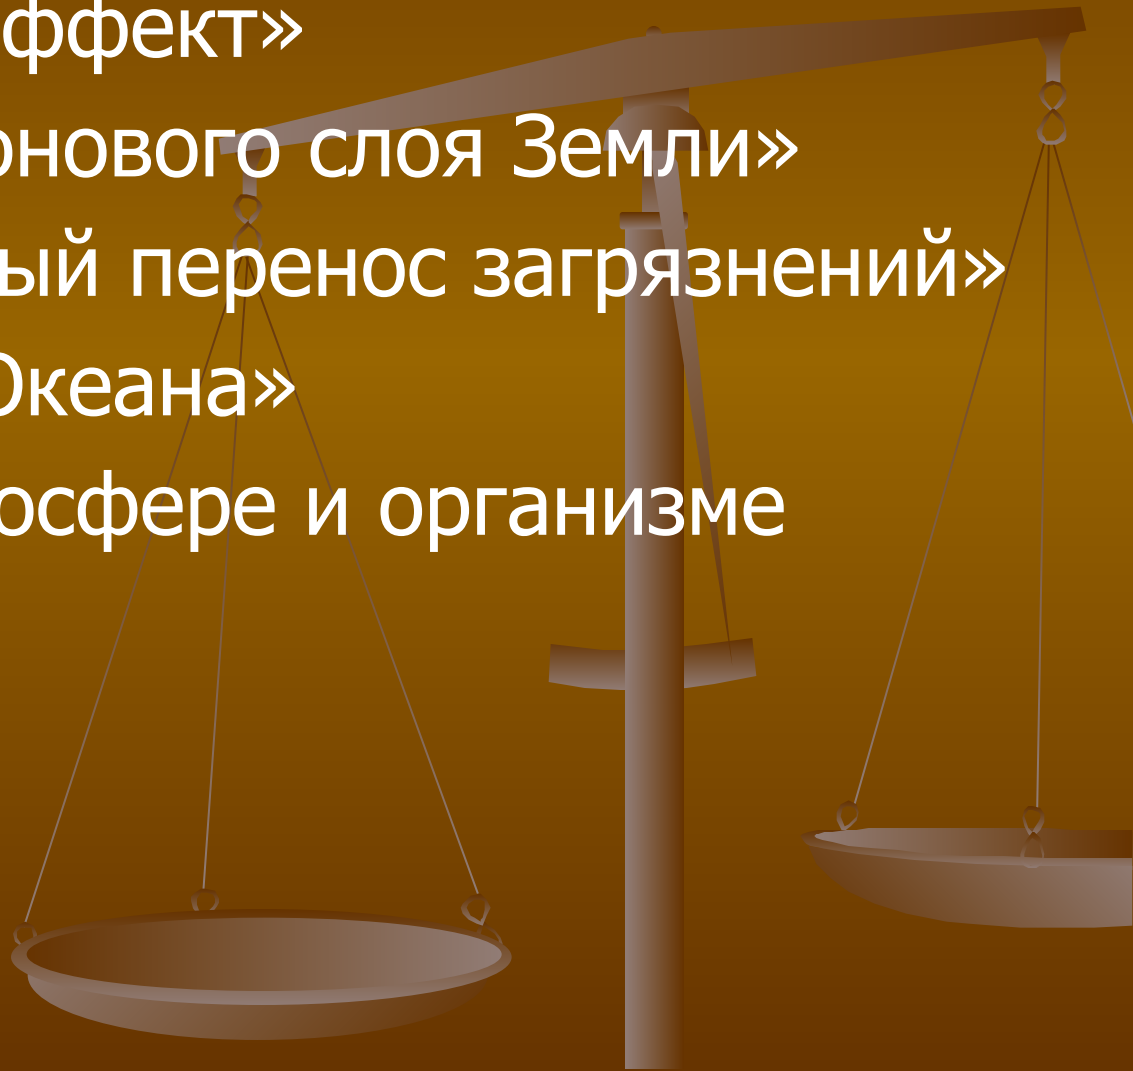 ффект»
онового слоя Земли»
ый перенос загрязнений»
Океана»
осфере и организме